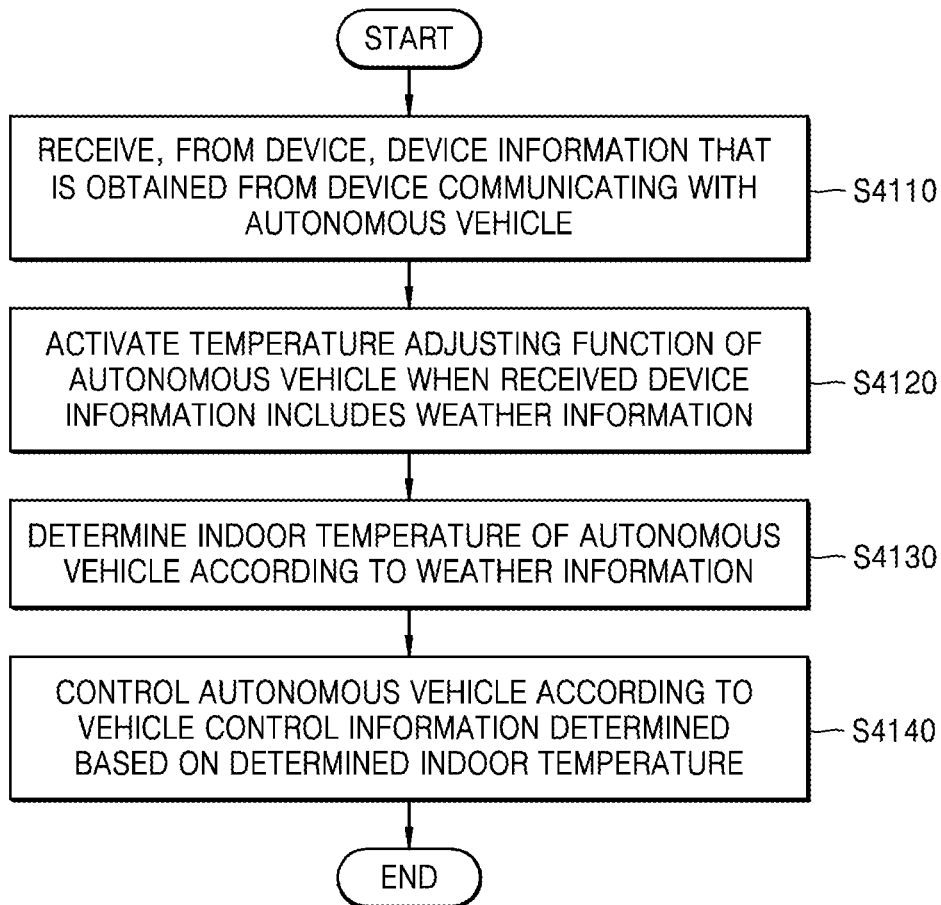 START
RECEIVE, FROM DEVICE, DEVICE INFORMATION THAT
IS OBTAINED FROM DEVICE COMMUNICATING WITH
AUTONOMOUS VEHICLE
S4110
ACTIVATE TEMPERATURE ADJUSTING FUNCTION OF
AUTONOMOUS VEHICLE WHEN RECEIVED DEVICE
INFORMATION INCLUDES WEATHER INFORMATION
S4120
DETERMINE INDOOR TEMPERATURE OF AUTONOMOUS
VEHICLE ACCORDING TO WEATHER INFORMATION
S4130
CONTROL AUTONOMOUS VEHICLE ACCORDING TO
VEHICLE CONTROL INFORMATION DETERMINED
BASED ON DETERMINED INDOOR TEMPERATURE
S4140
END